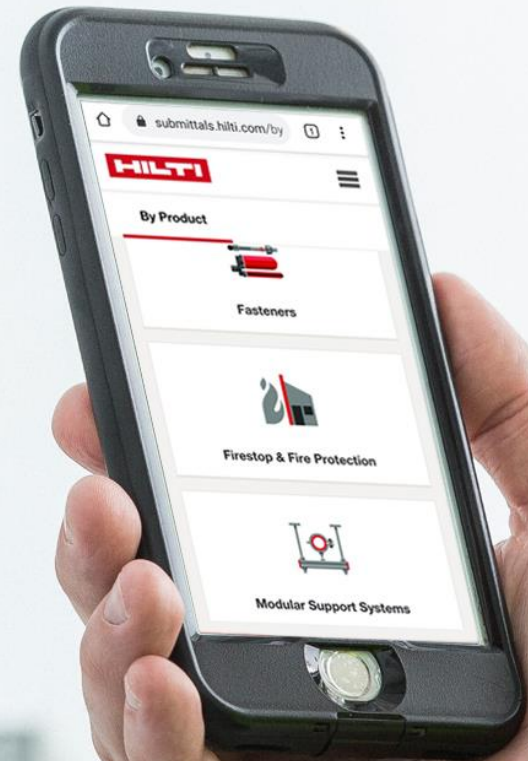 submittals.hilti.com/by
1
HILTI
By Product
Fasteners
Firestop & Fire Protection
Modular Support Systems